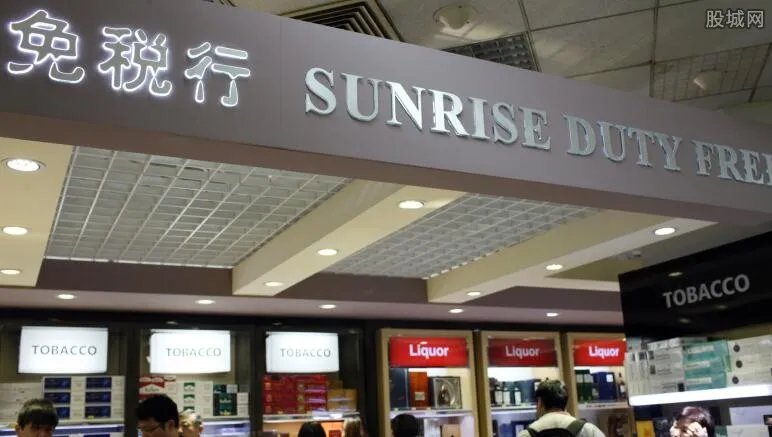 股城网
免税行 SUNRISE DUTY FREE
TOBACCO
TOBACCO
TOBACCO
TOBACCO
Liquor
Liquor
Liquor